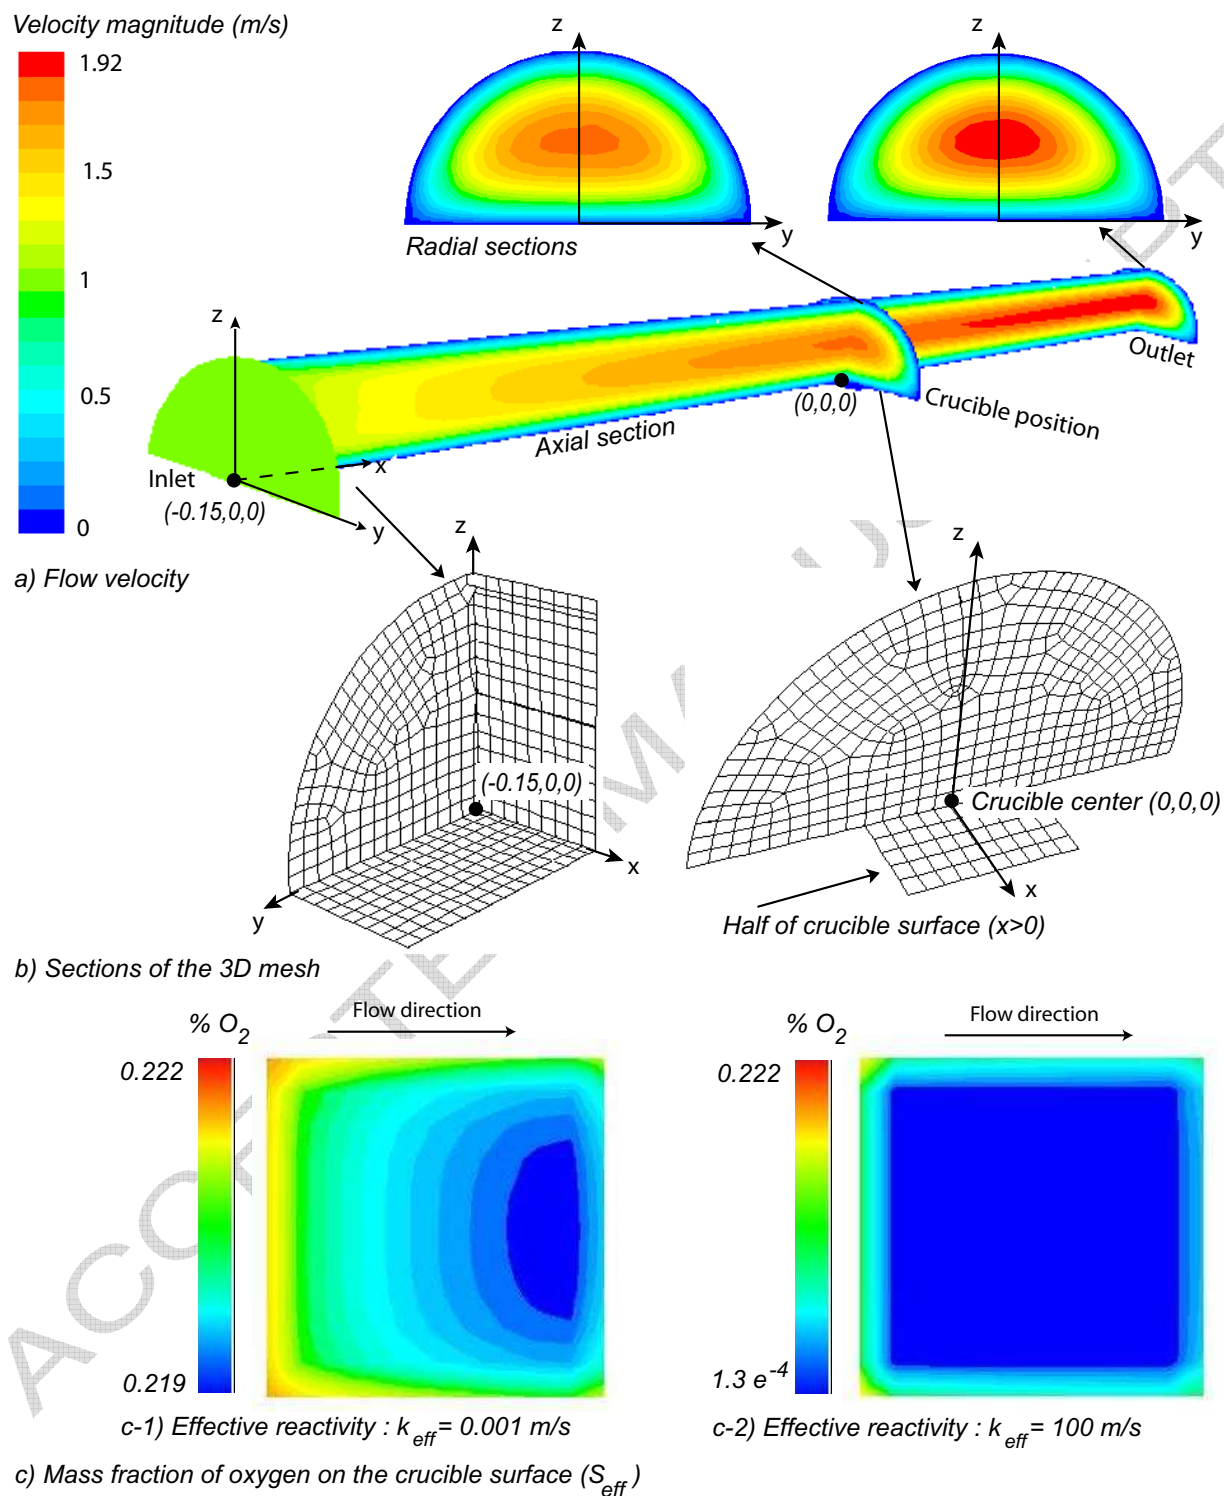 Velocity magnitude (m/s)
1.92
1.5
1
0.5
0
z
y
z
y
Radial sections
z
Inlet
(-0.15,0,0)
x
y
Axial section
(0,0,0)
Crucible position
Outlet
a) Flow velocity
z
(-0.15,0,0)
x
y
z
Crucible center (0,0,0)
x
Half of crucible surface (x>0)
b) Sections of the 3D mesh
% O2
Flow direction
0.222
0.219
c-1) Effective reactivity : keff = 0.001 m/s
% O2
Flow direction
0.222
1.3 e-4
c-2) Effective reactivity : keff = 100 m/s
c) Mass fraction of oxygen on the crucible surface (Seff)